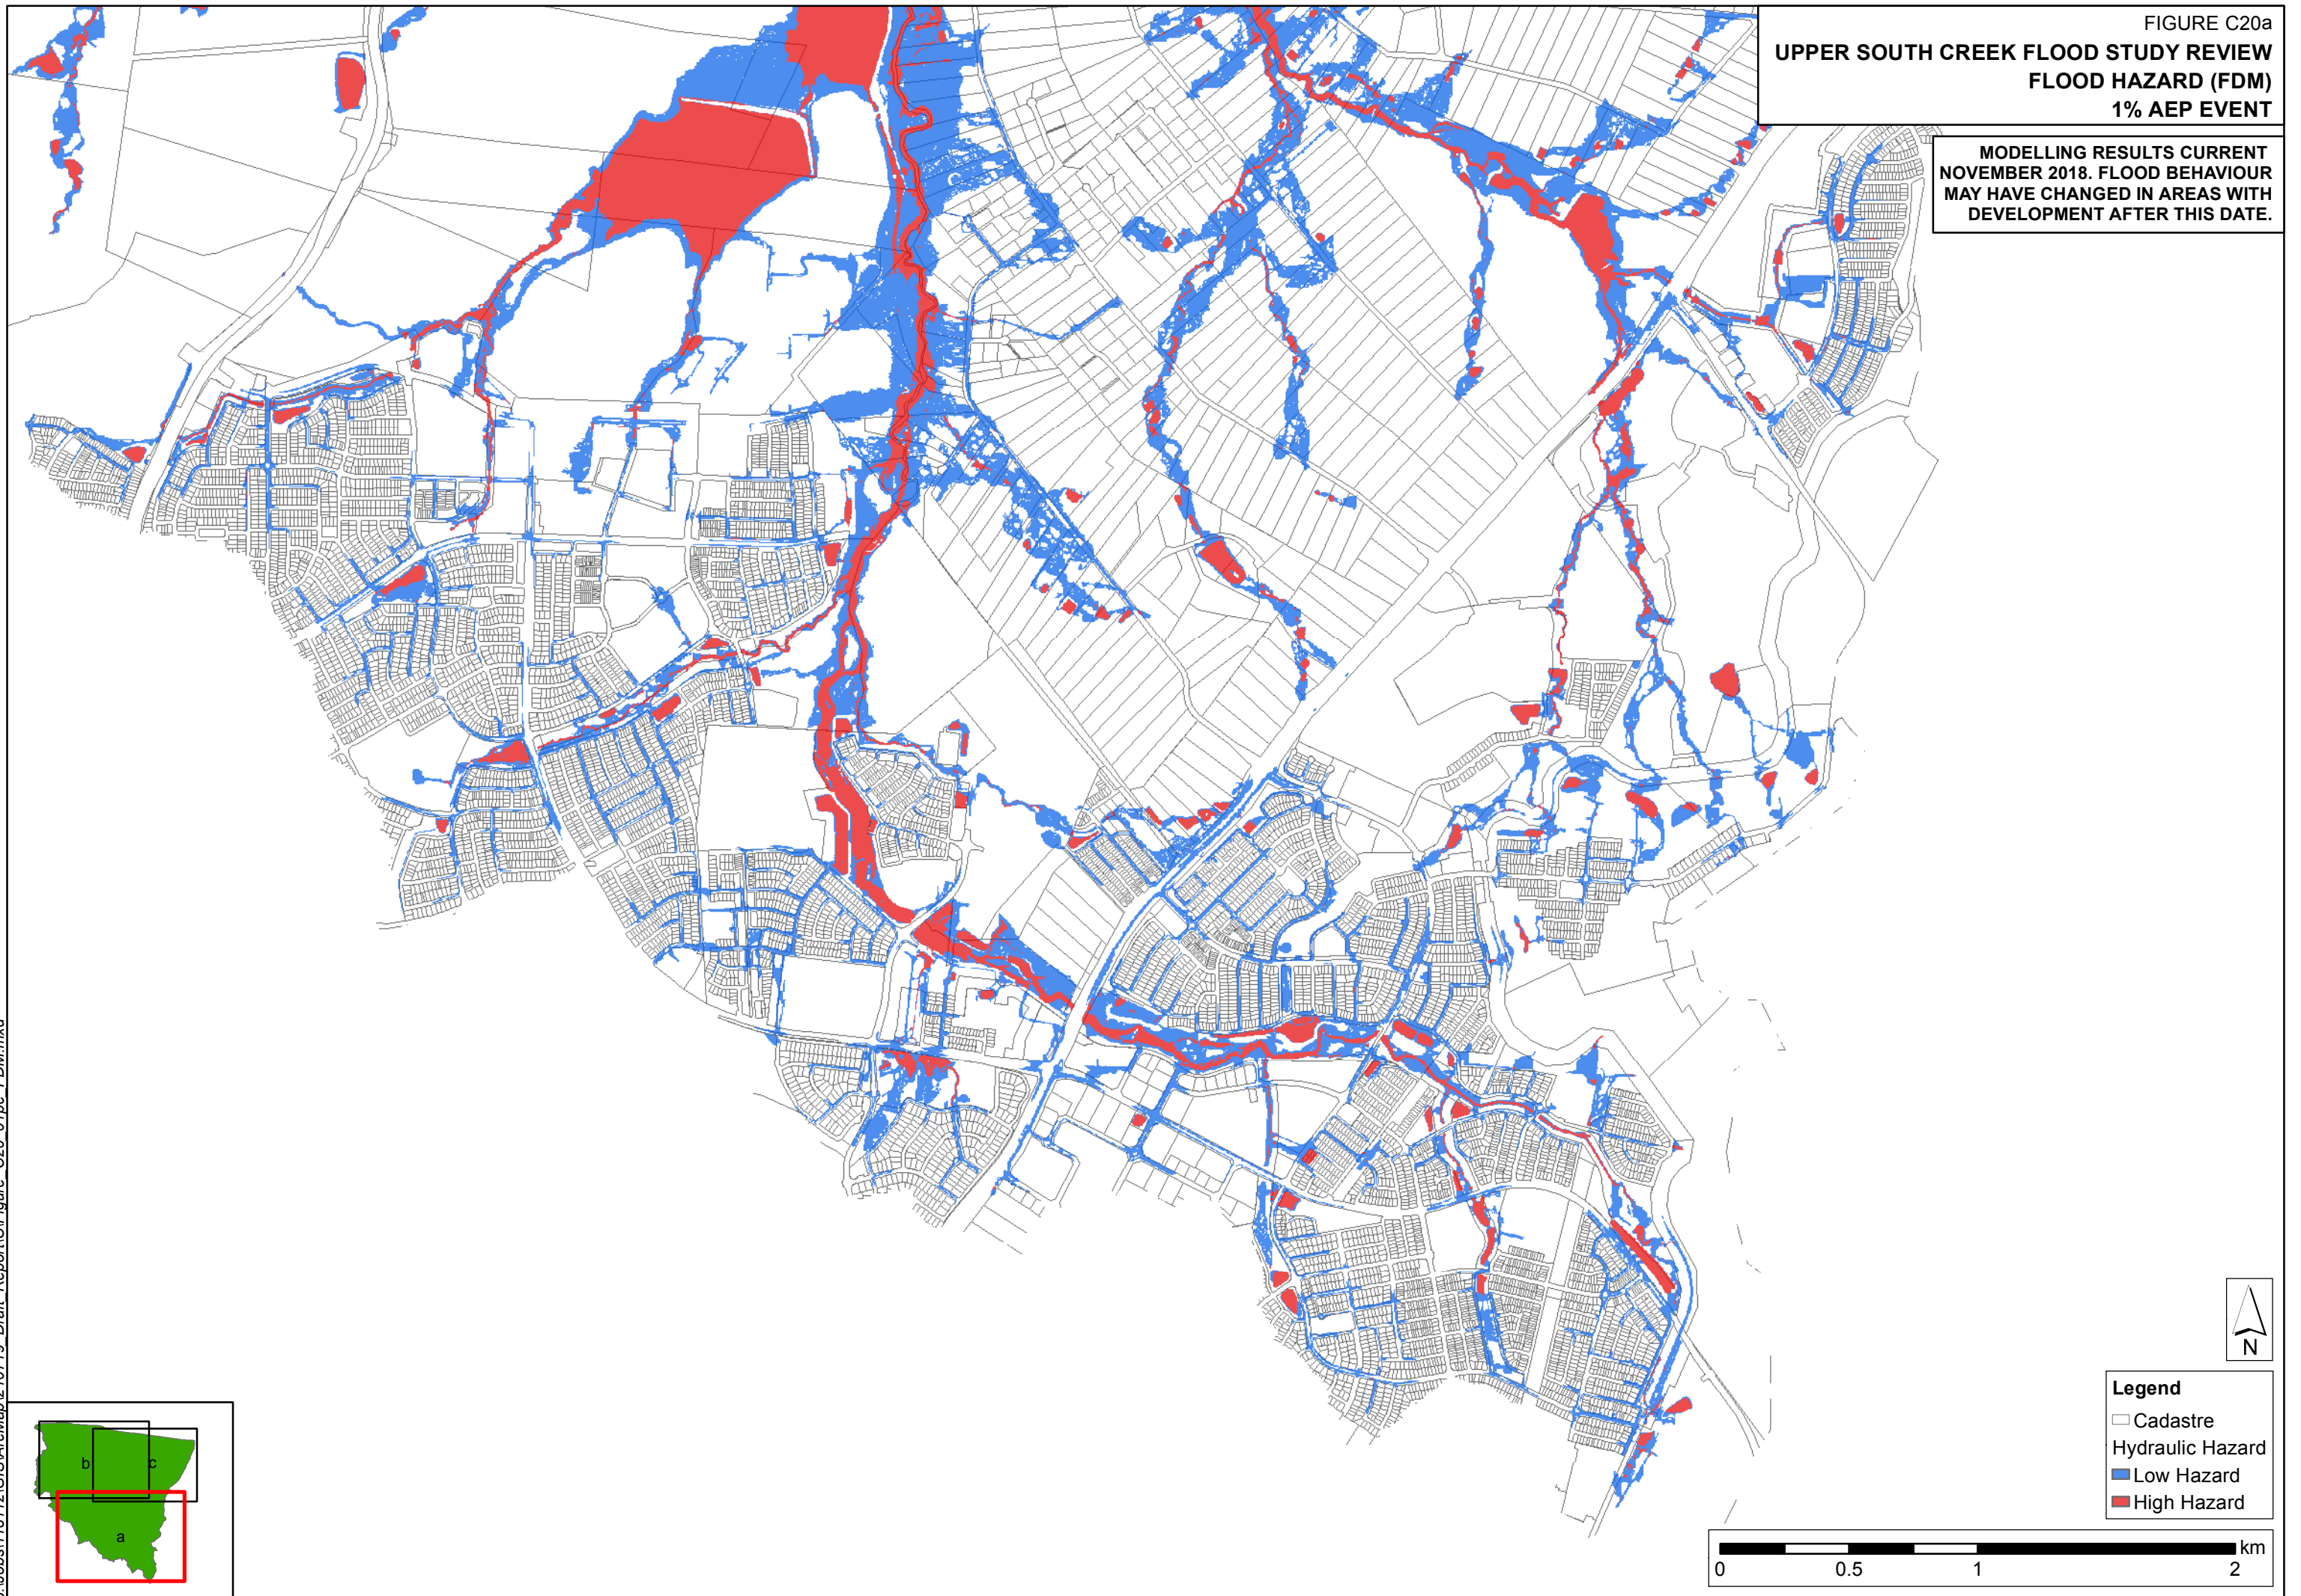 FIGURE C20a
UPPER SOUTH CREEK FLOOD STUDY REVIEW
FLOOD HAZARD (FDM)
1% AEP EVENT
MODELLING RESULTS CURRENT
NOVEMBER 2018. FLOOD BEHAVIOUR
MAY HAVE CHANGED IN AREAS WITH
DEVELOPMENT AFTER THIS DATE.
N
Legend
Cadastre
Hydraulic Hazard
Low Hazard
High Hazard
km
0 0.5 1 2
b c
a